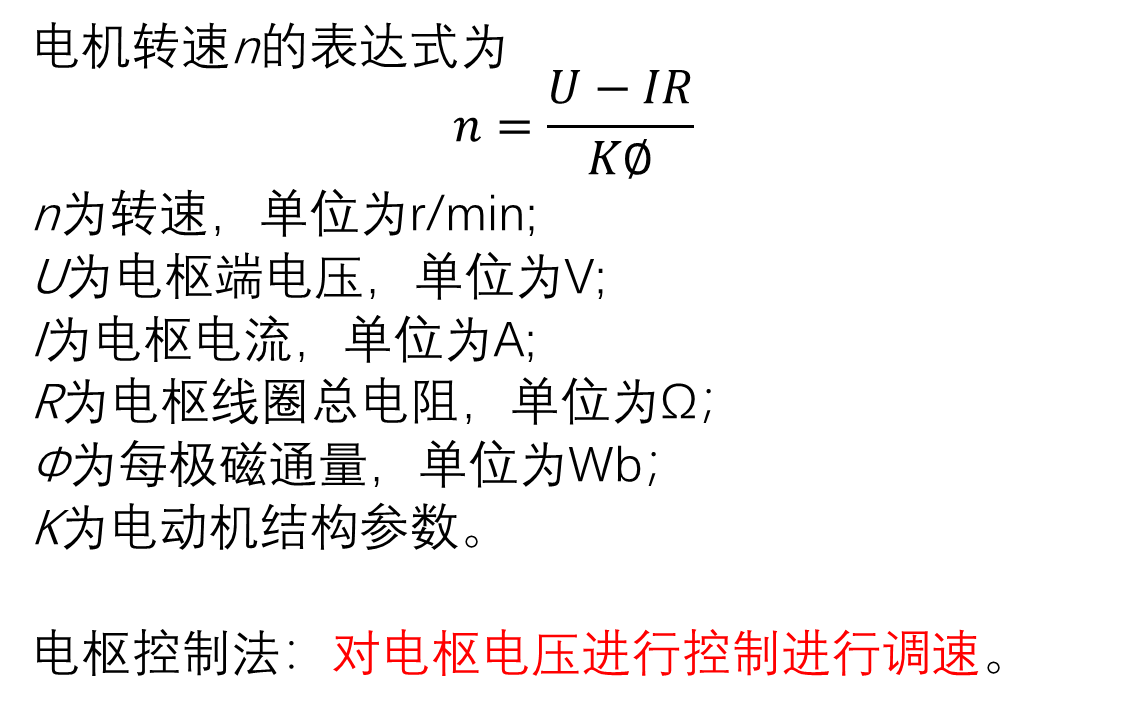 电机转速n的表达式为
n = (U − IR) / (K∅)
n为转速，单位为r/min;
U为电枢端电压，单位为V;
I为电枢电流，单位为A;
R为电枢线圈总电阻，单位为Ω；
Φ为每极磁通量，单位为Wb；
K为电动机结构参数。
电枢控制法：对电枢电压进行控制进行调速。